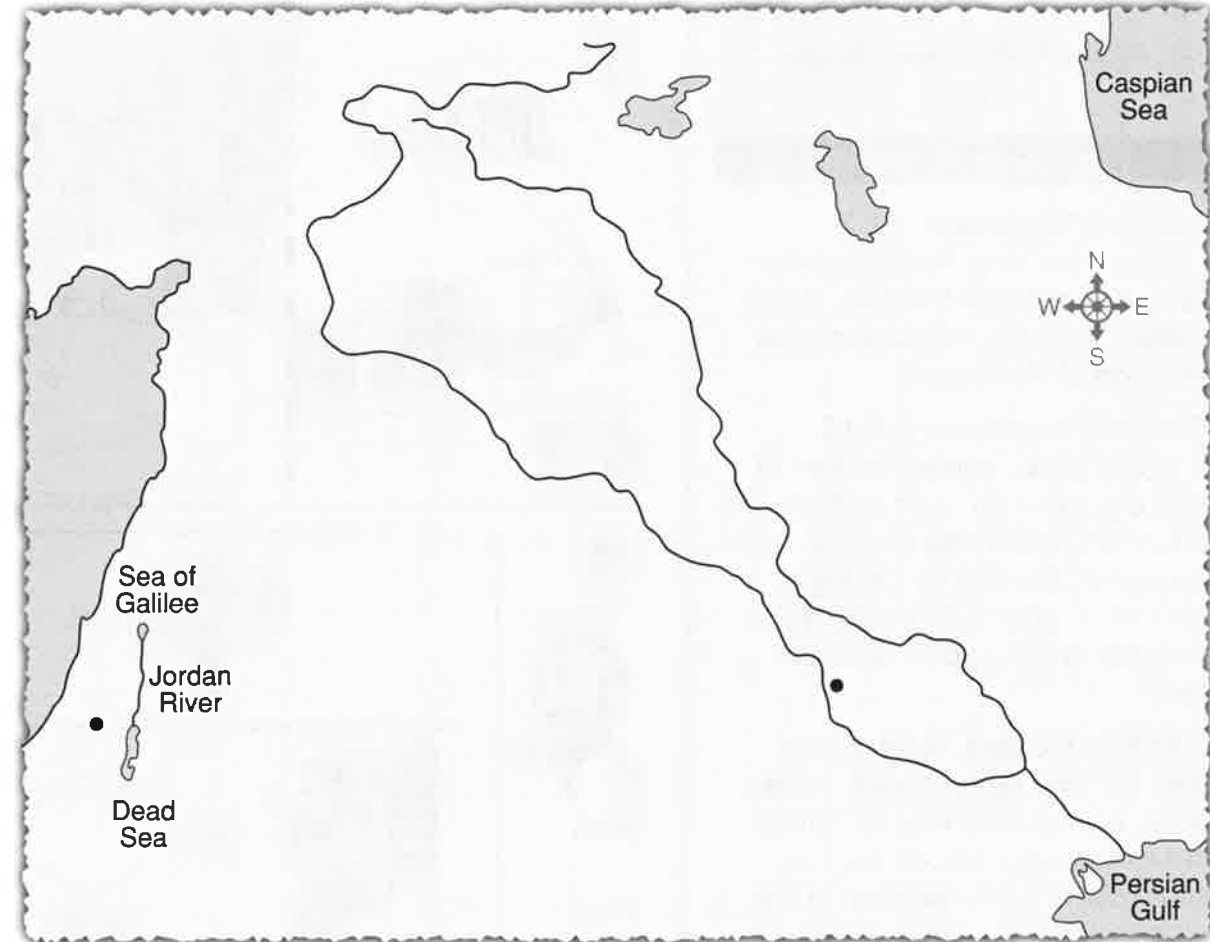 Caspian
Sea
N
W
E
S
Sea of
Galilee
Jordan
River
Dead
Sea
Persian
Gulf